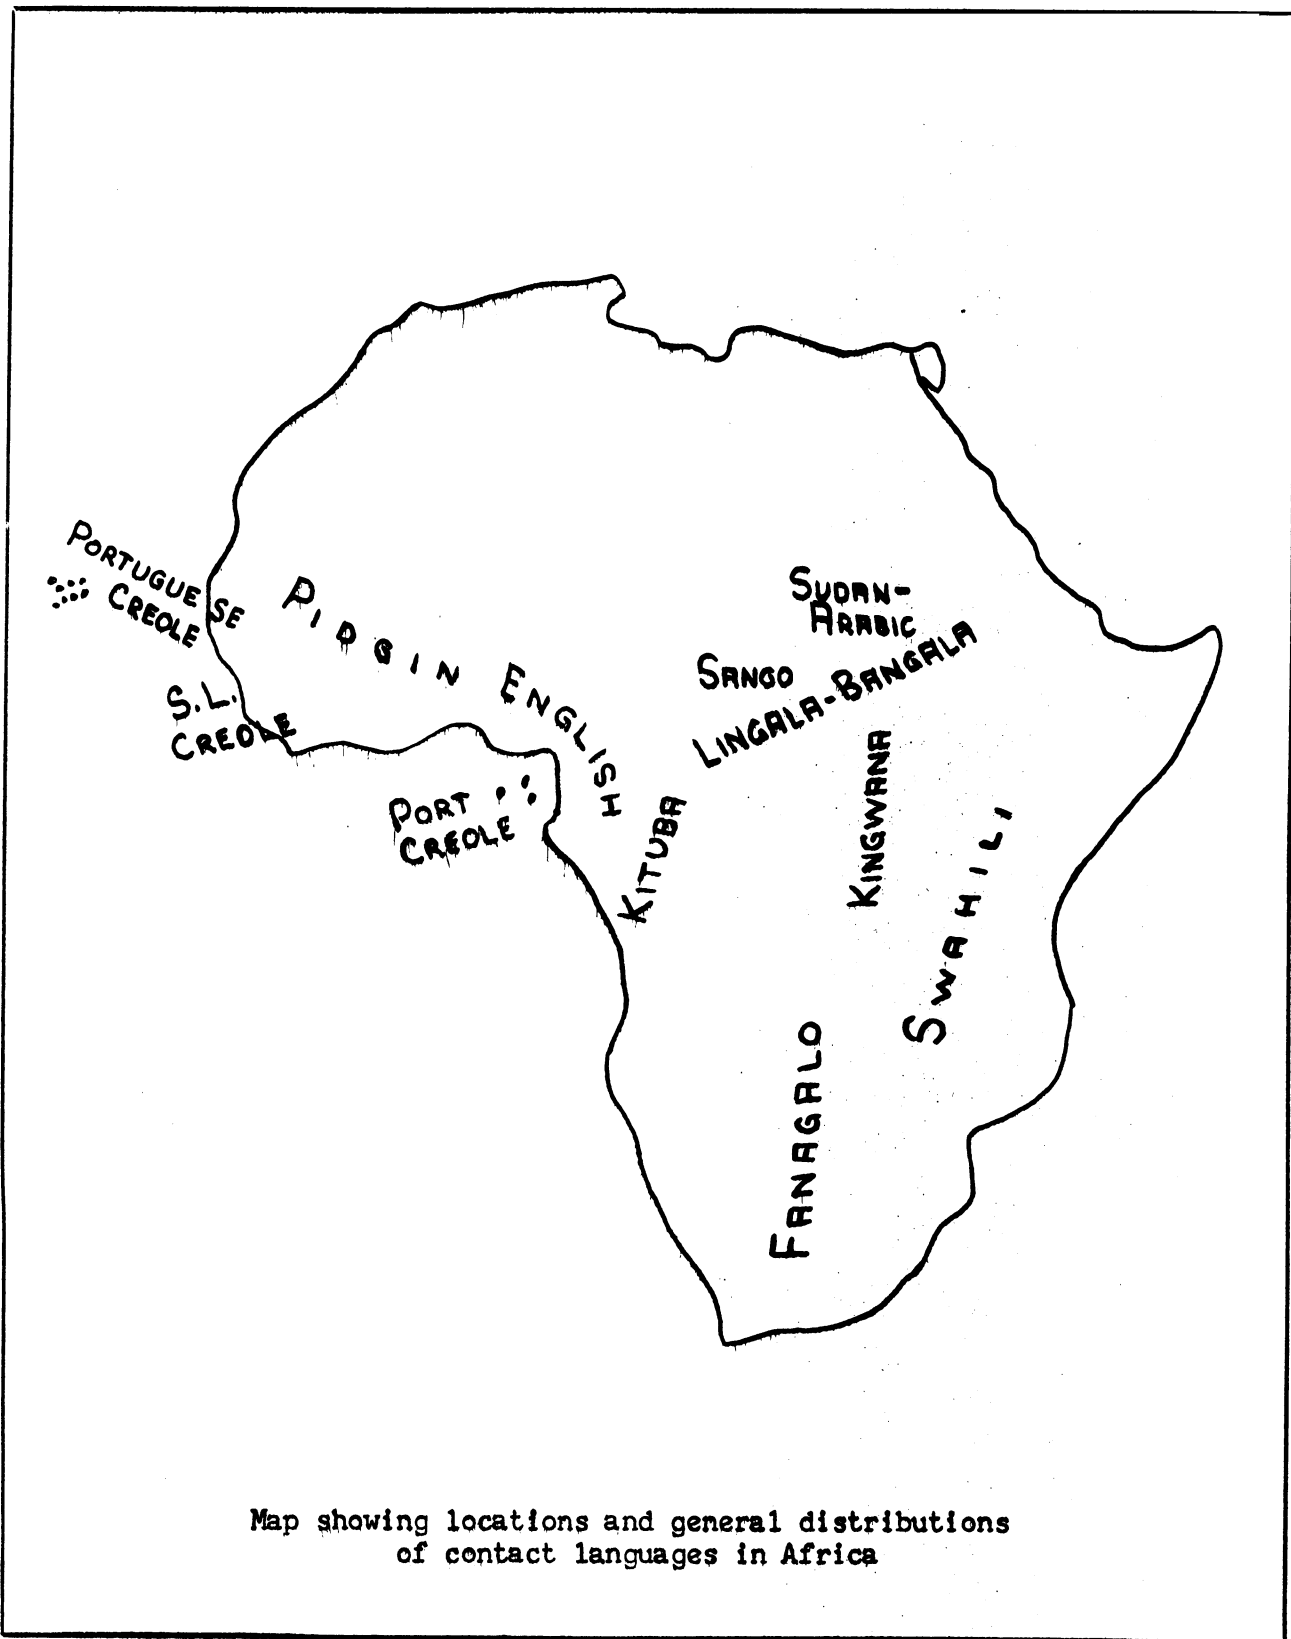 PORTUGUESE
CREOLE
PIDGIN ENGLISH
SUDAN-
ARABIC
SANGO
LINGALA-BANGALA
S.L.
CREOLE
KINGWANA
PORT
CREOLE
KITUBA
SWAHILI
FANAGALO
Map showing locations and general distributions
of contact languages in Africa